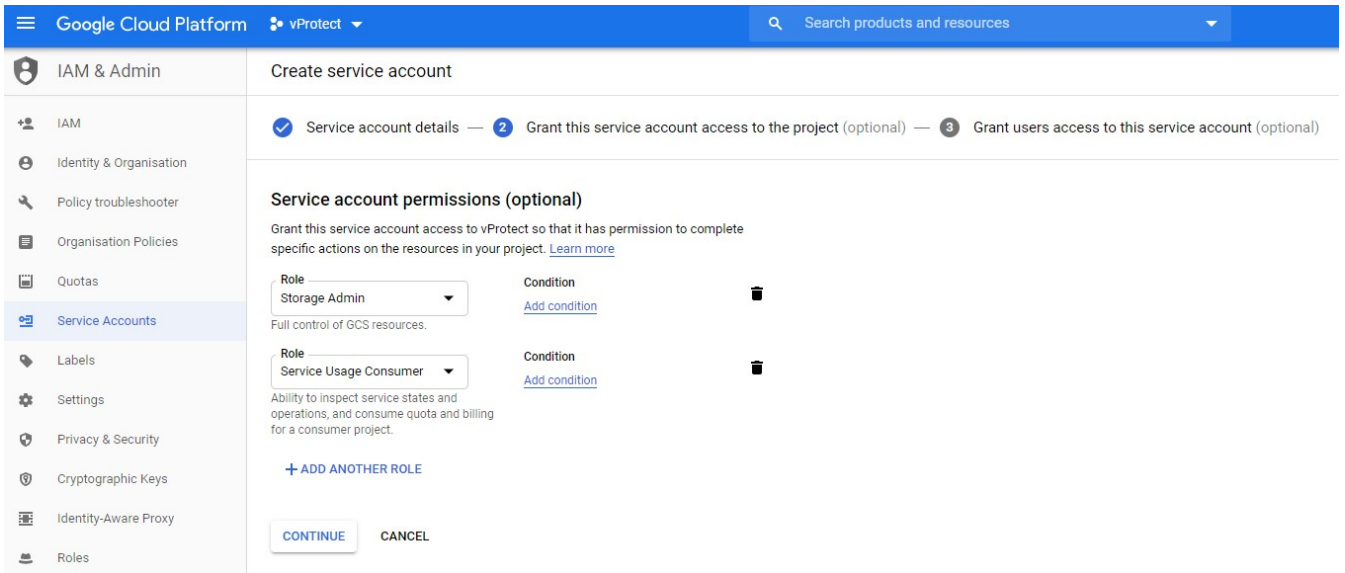 Google Cloud Platform vProtect Search products and resources
IAM & Admin
Create service account
Service account details — 2 Grant this service account access to the project (optional) — 3 Grant users access to this service account (optional)
IAM
Identity & Organisation
Policy troubleshooter
Organisation Policies
Quotas
Service Accounts
Labels
Settings
Privacy & Security
Cryptographic Keys
Identity-Aware Proxy
Roles
Service account permissions (optional)
Grant this service account access to vProtect so that it has permission to complete
specific actions on the resources in your project. Learn more
Role
Storage Admin
Full control of GCS resources.
Condition
Add condition
Role
Service Usage Consumer
Ability to inspect service states and
operations, and consume quota and billing
for a consumer project.
Condition
Add condition
+ ADD ANOTHER ROLE
CONTINUE CANCEL